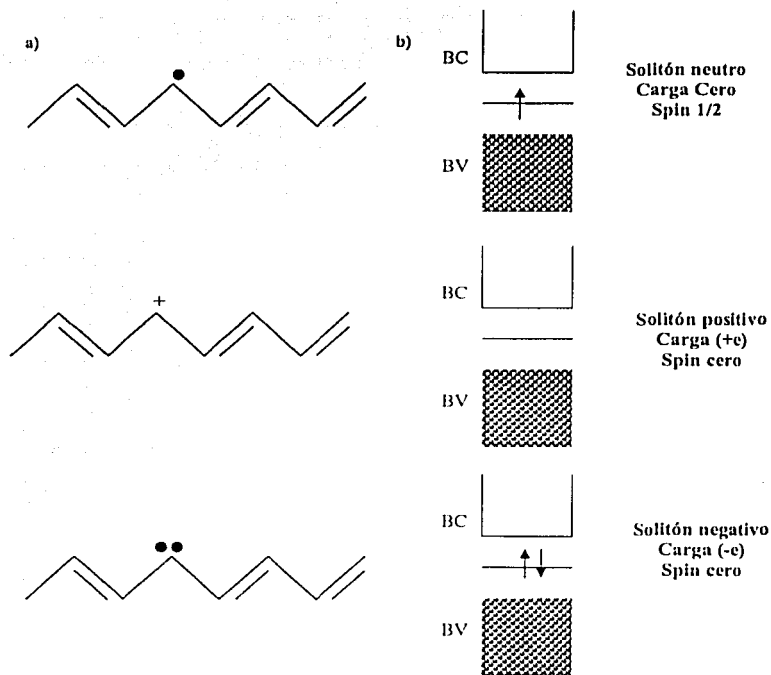 a)
b)
BC
BV
Solitón neutro
Carga Cero
Spin 1/2
+
BC
BV
Solitón positivo
Carga (+e)
Spin cero
BC
BV
Solitón negativo
Carga (-e)
Spin cero